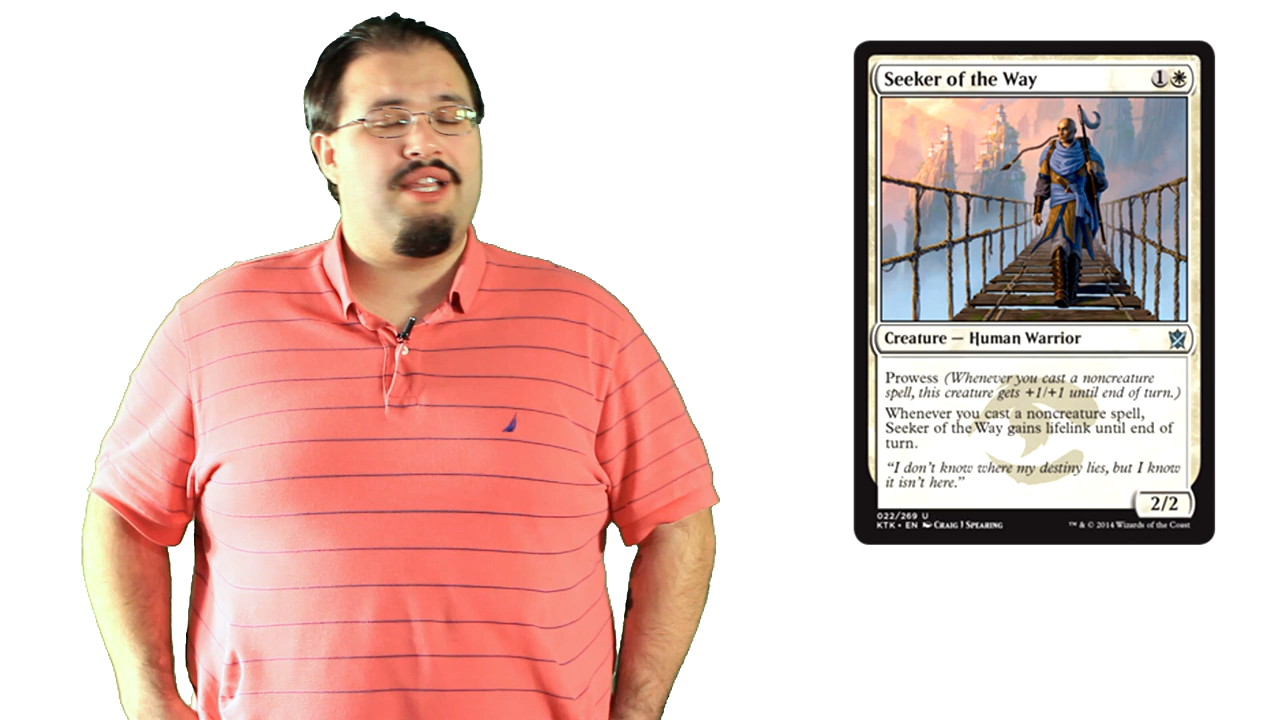 Seeker of the Way 1
Creature — Human Warrior
Prowess (Whenever you cast a noncreature
spell, this creature gets +1/+1 until end of turn.)
Whenever you cast a noncreature spell,
Seeker of the Way gains lifelink until end of
turn.
“I don't know where my destiny lies, but I know
it isn't here.”
2/2
022/269 U
KTK • EN Craig J Spearing
™ & © 2014 Wizards of the Coast